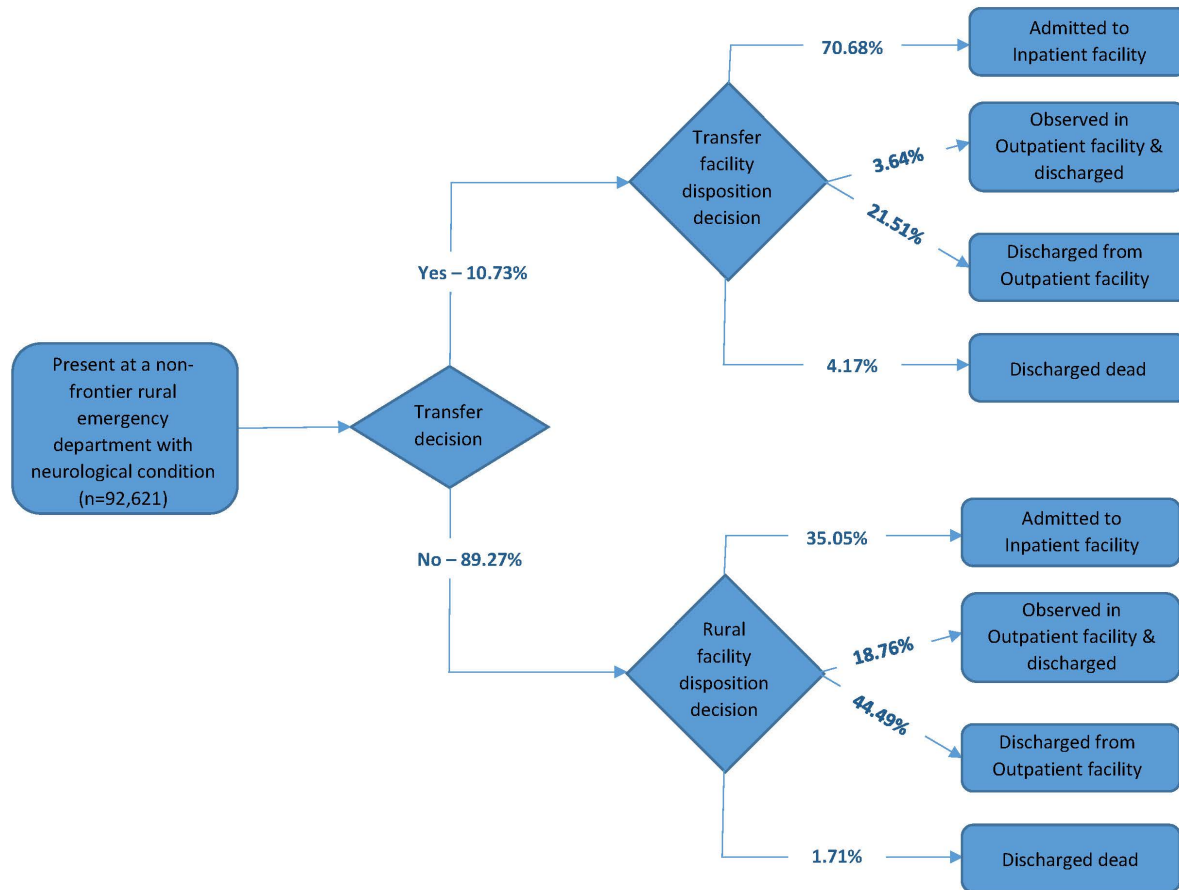 Present at a non-
frontier rural
emergency
department with
neurological condition
(n=92,621)
Transfer
decision
Yes – 10.73%
No – 89.27%
Transfer
facility
disposition
decision
70.68%
Admitted to
Inpatient facility
3.64%
Observed in
Outpatient facility &
discharged
21.51%
Discharged from
Outpatient facility
4.17%
Discharged dead
Rural
facility
disposition
decision
35.05%
Admitted to
Inpatient facility
18.76%
Observed in
Outpatient facility &
discharged
44.49%
Discharged from
Outpatient facility
1.71%
Discharged dead